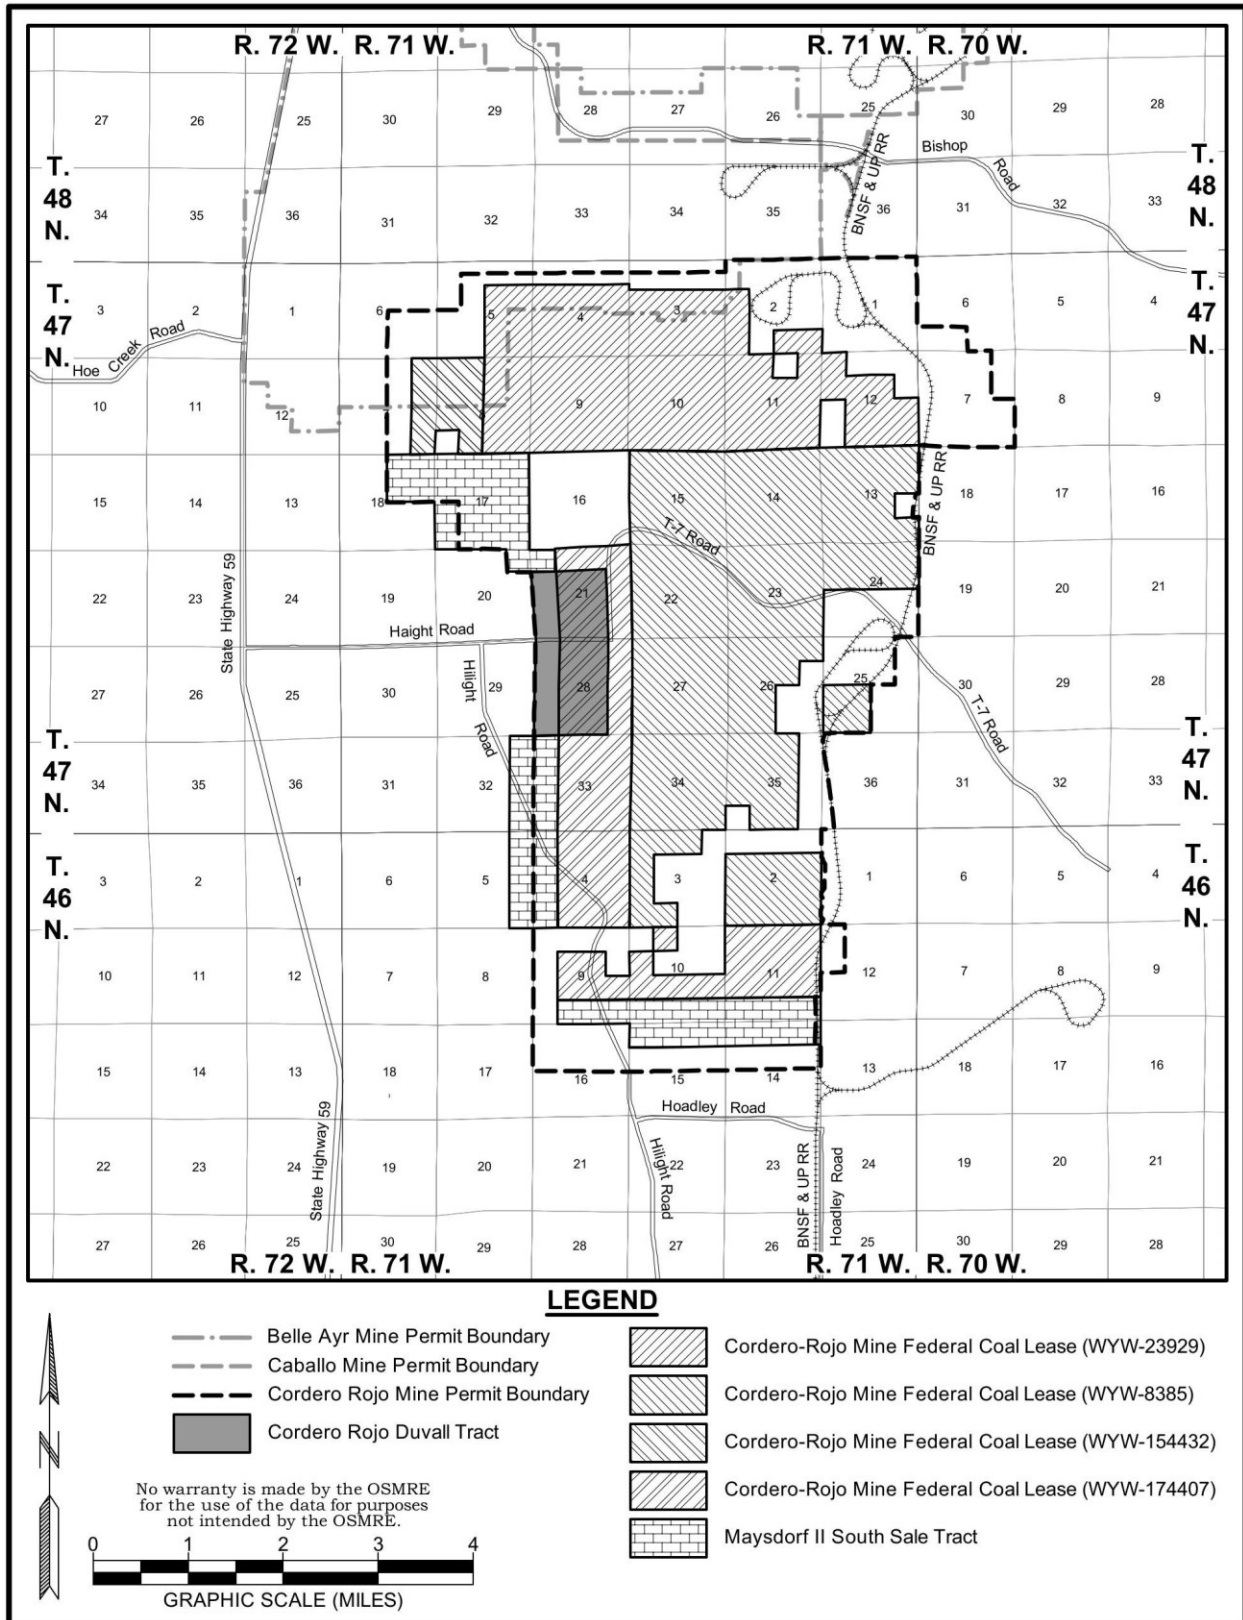 R. 72 W. R. 71 W. R. 71 W. R. 70 W.
27 26 25 30 29 28 27 26 25 30 29 28
Bishop Road
BNSF & UP RR
T. 48 N.
T. 48 N.
34 35 36 31 32 33 34 35 36 31 32 33
T. 47 N.
T. 47 N.
3 2 1 6 5 4 3 2 1 6 5 4
Hoe Creek Road
10 11 12 9 10 11 12 7 8 9
15 14 13 18 17 16 15 14 13 18 17 16
BNSF & UP RR
T-7 Road
State Highway 59
22 23 24 19 20 21 22 23 24 19 20 21
Haight Road
Hilight Road
27 26 25 30 29 28 27 26 25 30 29 28
T-7 Road
T. 47 N.
T. 47 N.
34 35 36 31 32 33 34 35 36 31 32 33
T. 46 N.
T. 46 N.
3 2 1 6 5 4 3 2 1 6 5 4
10 11 12 7 8 9 10 11 12 7 8 9
15 14 13 18 17 16 15 14 13 18 17 16
Hoadley Road
State Highway 59
22 23 24 19 20 21 22 23 24 19 20 21
Hilight Road
BNSF & UP RR
Hoadley Road
27 26 25 30 29 28 27 26 25 30 29 28
R. 72 W. R. 71 W. R. 71 W. R. 70 W.
LEGEND
Belle Ayr Mine Permit Boundary
Caballo Mine Permit Boundary
Cordero Rojo Mine Permit Boundary
Cordero Rojo Duvall Tract
Cordero-Rojo Mine Federal Coal Lease (WYW-23929)
Cordero-Rojo Mine Federal Coal Lease (WYW-8385)
Cordero-Rojo Mine Federal Coal Lease (WYW-154432)
Cordero-Rojo Mine Federal Coal Lease (WYW-174407)
Maysdorf II South Sale Tract
N
No warranty is made by the OSMRE
for the use of the data for purposes
not intended by the OSMRE.
0 1 2 3 4
GRAPHIC SCALE (MILES)